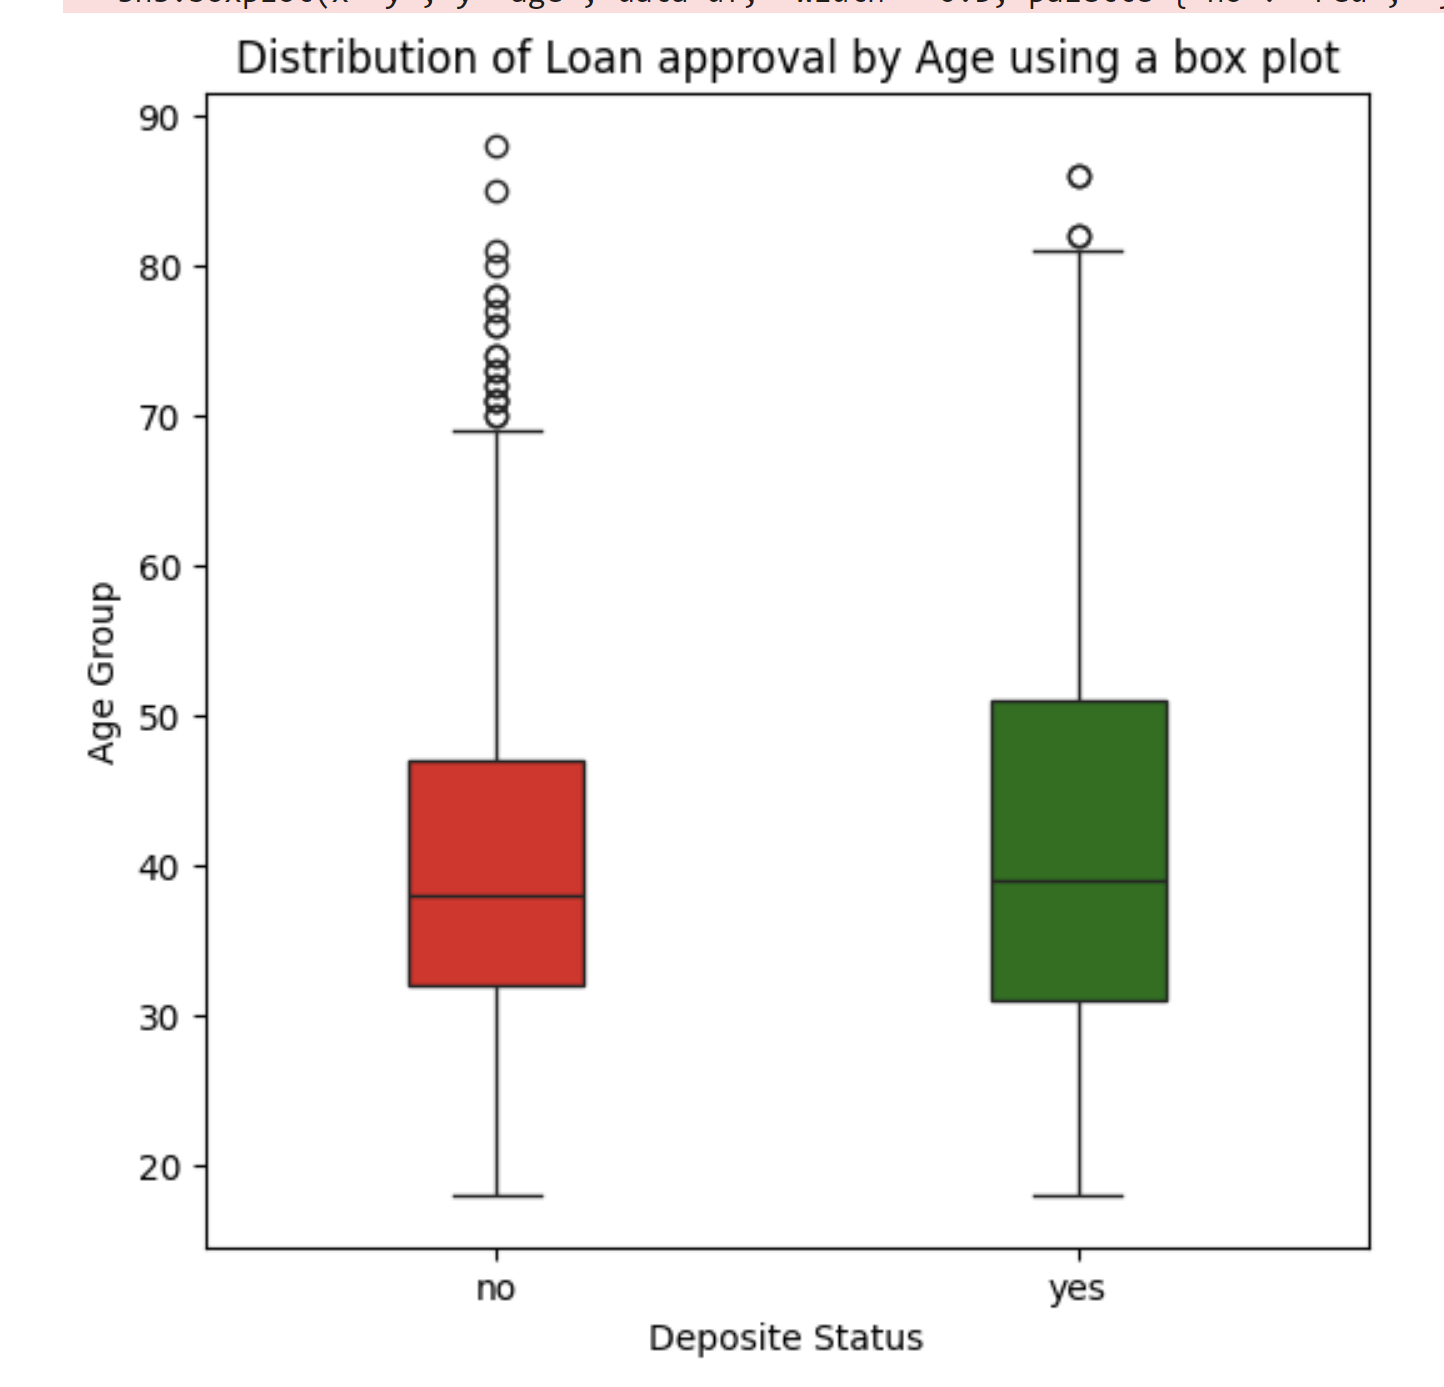 Distribution of Loan approval by Age using a box plot
90
80
70
60
50
40
30
20
Age Group
no
yes
Deposite Status